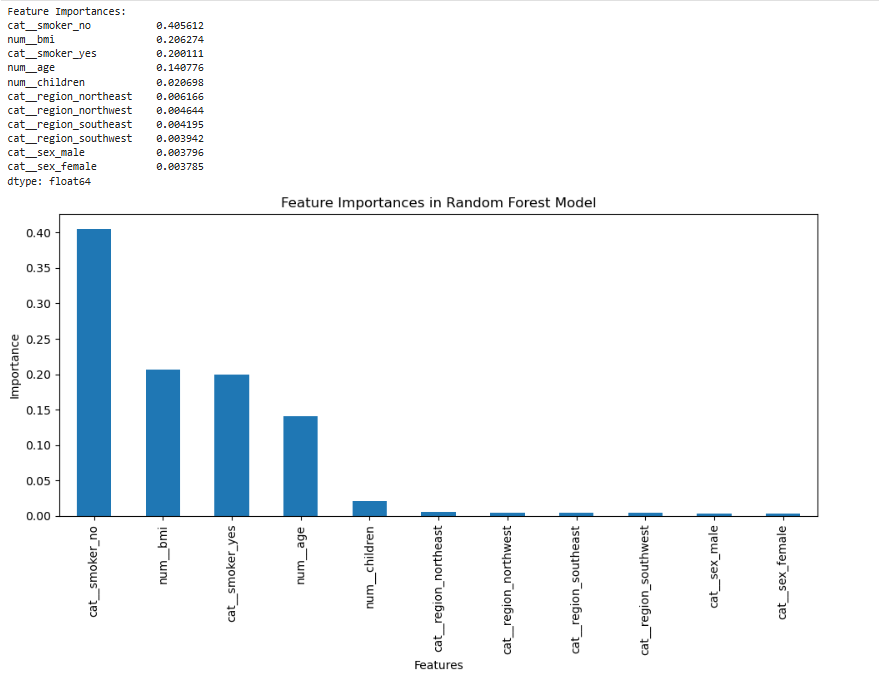 Feature Importances:
cat__smoker_no 0.405612
num__bmi 0.206274
cat__smoker_yes 0.200111
num__age 0.140776
num__children 0.020698
cat__region_northeast 0.006166
cat__region_northwest 0.004644
cat__region_southeast 0.004195
cat__region_southwest 0.003942
cat__sex_male 0.003796
cat__sex_female 0.003785
dtype: float64
Feature Importances in Random Forest Model
Importance
0.40
0.35
0.30
0.25
0.20
0.15
0.10
0.05
0.00
cat__smoker_no
num__bmi
cat__smoker_yes
num__age
num__children
cat__region_northeast
cat__region_northwest
cat__region_southeast
cat__region_southwest
cat__sex_male
cat__sex_female
Features